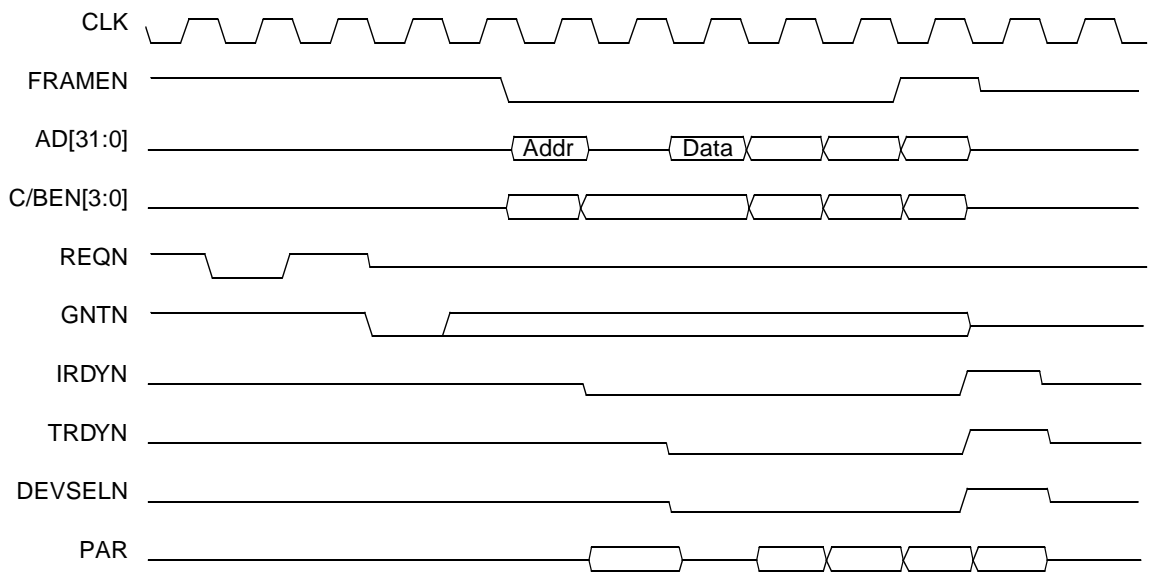 CLK
FRAMEN
AD[31:0]
Addr Data
C/BEN[3:0]
REQN
GNTN
IRDYN
TRDYN
DEVSELN
PAR